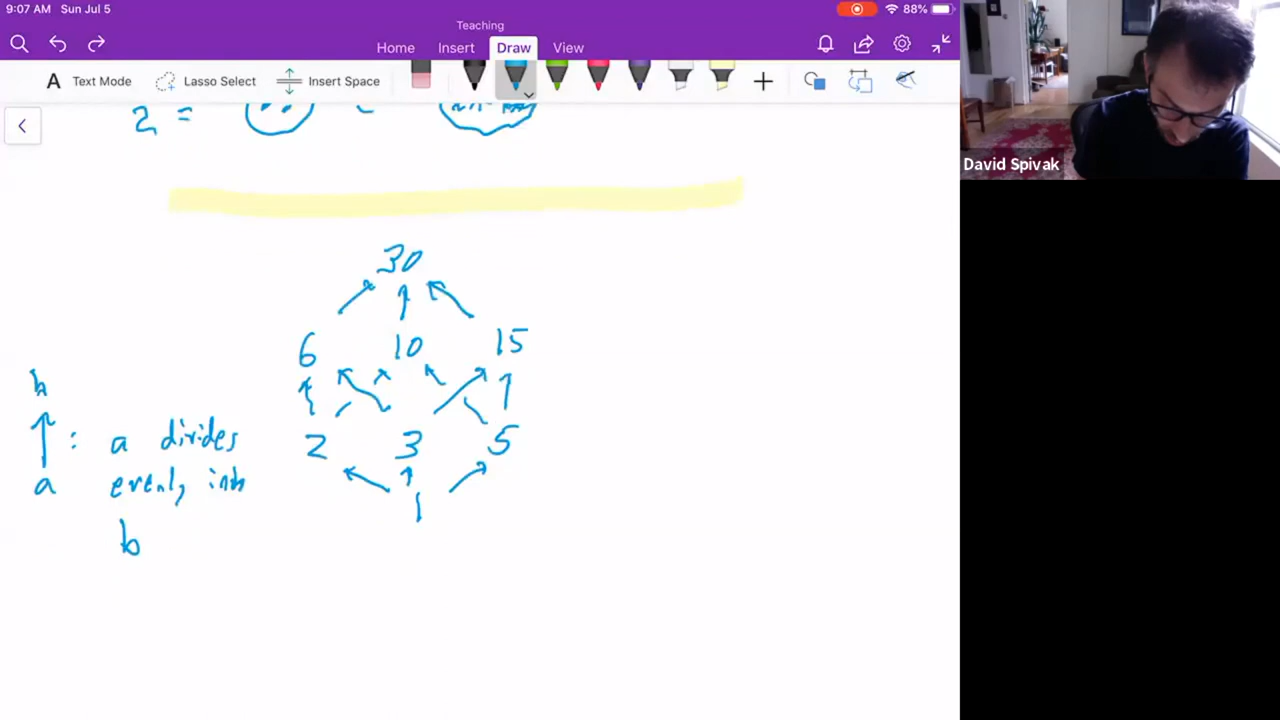 9:07 AM Sun Jul 5
88%
Teaching
Home Insert Draw View
A Text Mode Lasso Select Insert Space
David Spivak
2 =
30
6 10 15
2 3 5
1
b
↑ : a divides
a evenly into
b